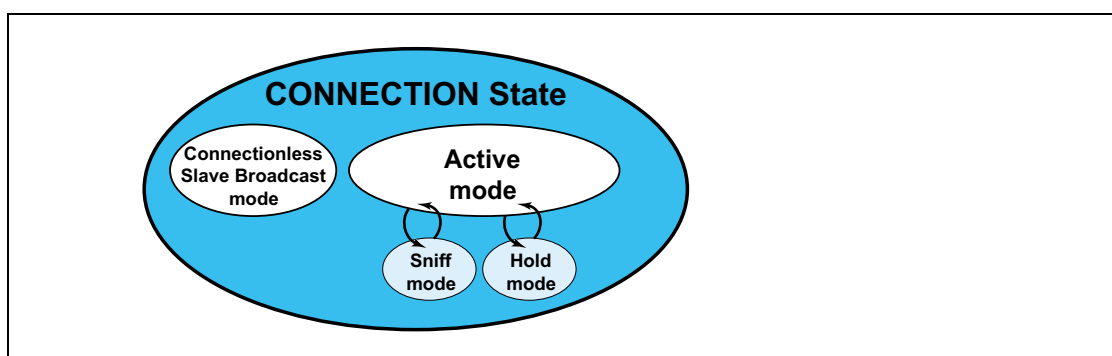 CONNECTION State
Connectionless
Slave Broadcast
mode
Active
mode
Sniff
mode
Hold
mode